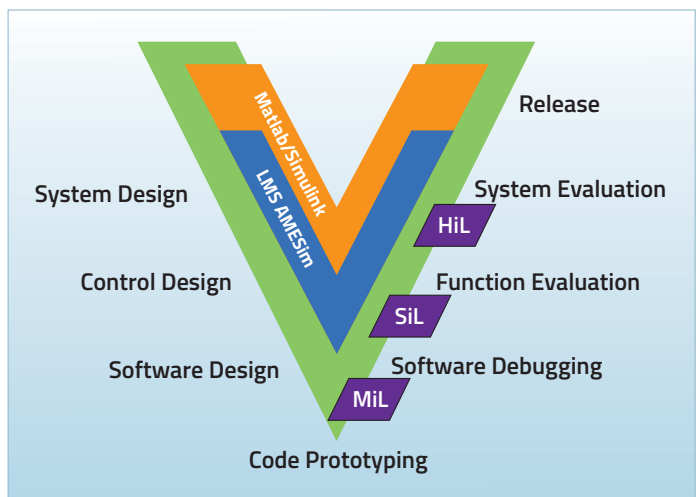 Matlab/Simulink
LMS AMESim
Release
System Design
System Evaluation
HiL
Control Design
Function Evaluation
SiL
Software Design
Software Debugging
MiL
Code Prototyping